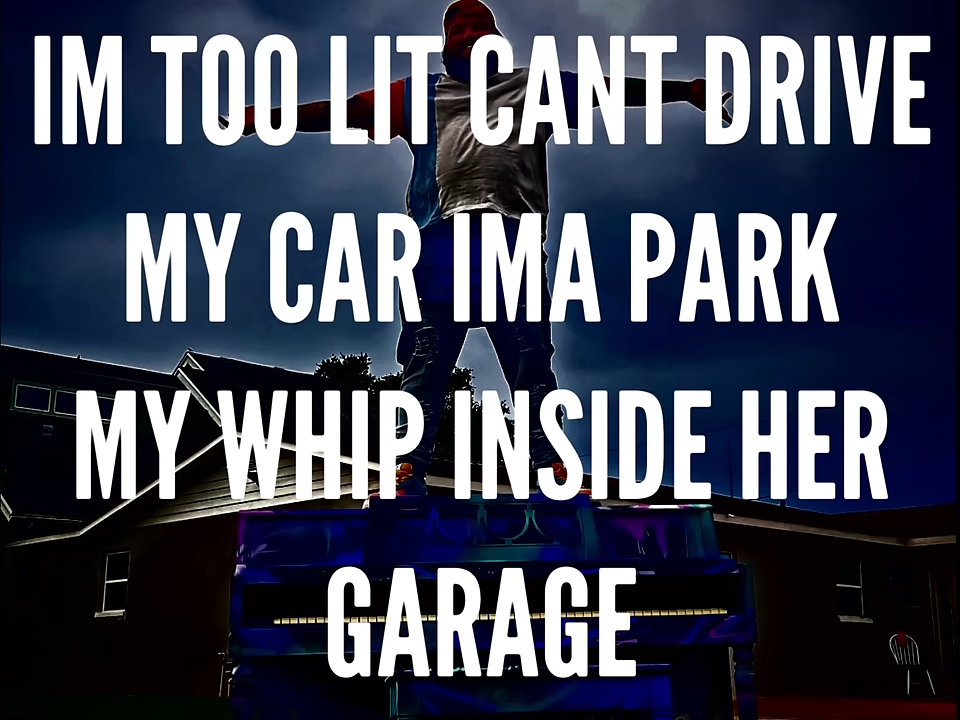 IM TOO LIT CANT DRIVE
MY CAR IMA PARK
MY WHIP INSIDE HER
GARAGE